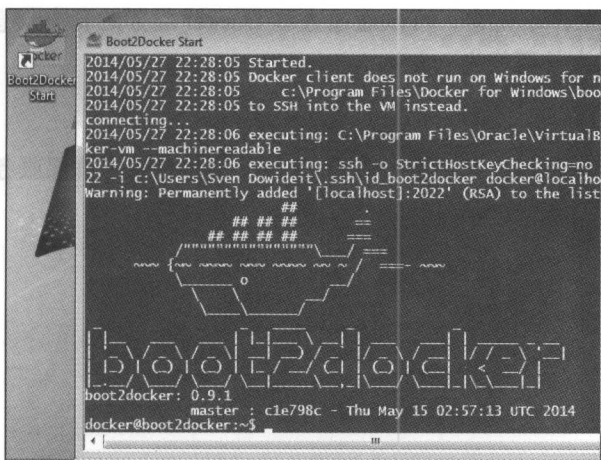 docker
Boot2Docker
Start
Boot2Docker Start
2014/05/27 22:28:05 Started.
2014/05/27 22:28:05 Docker client does not run on Windows for n
2014/05/27 22:28:05     c:\Program Files\Docker for Windows\boo
2014/05/27 22:28:05 to SSH into the VM instead.
connecting...
2014/05/27 22:28:06 executing: C:\Program Files\Oracle\VirtualB
ker-vm --machinereadable
2014/05/27 22:28:06 executing: ssh -o StrictHostKeyChecking=no
22 -i c:\Users\Sven Dowideit\.ssh\id_boot2docker docker@localho
Warning: Permanently added '[localhost]:2022' (RSA) to the list
boot2docker
boot2docker: 0.9.1
master : c1e798c - Thu May 15 02:57:13 UTC 2014
docker@boot2docker:~$